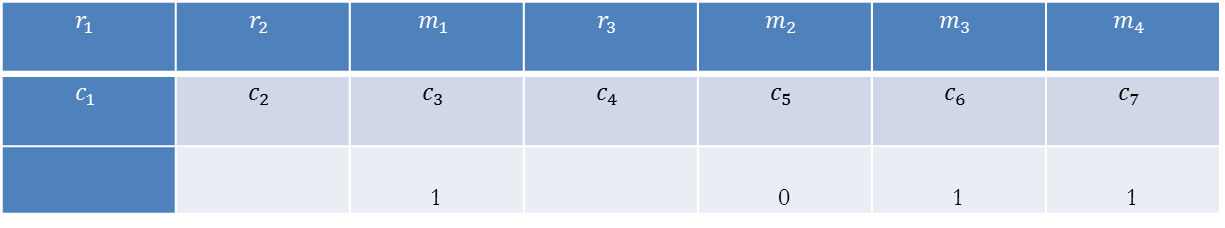 r₁ r₂ m₁ r₃ m₂ m₃ m₄
c₁ c₂ c₃ c₄ c₅ c₆ c₇
1 0 1 1